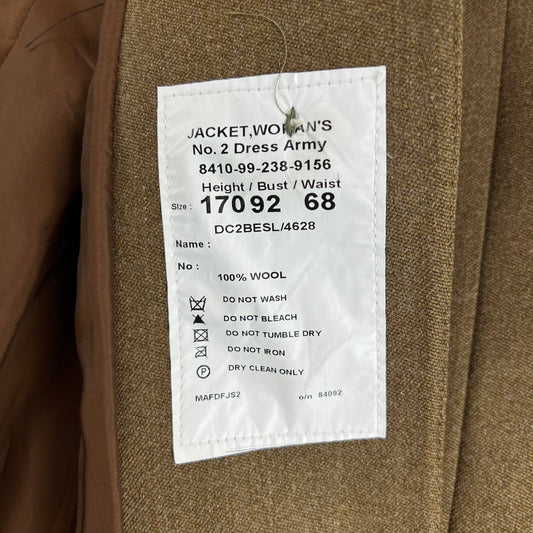 JACKET,WOMAN'S
No. 2 Dress Army
8410-99-238-9156
Height / Bust / Waist
Size : 170 92 68
DC2BESL/4628
Name :
No :
100% WOOL
DO NOT WASH
DO NOT BLEACH
DO NOT TUMBLE DRY
DO NOT IRON
P DRY CLEAN ONLY
MAFDFJS2 o/n 84092